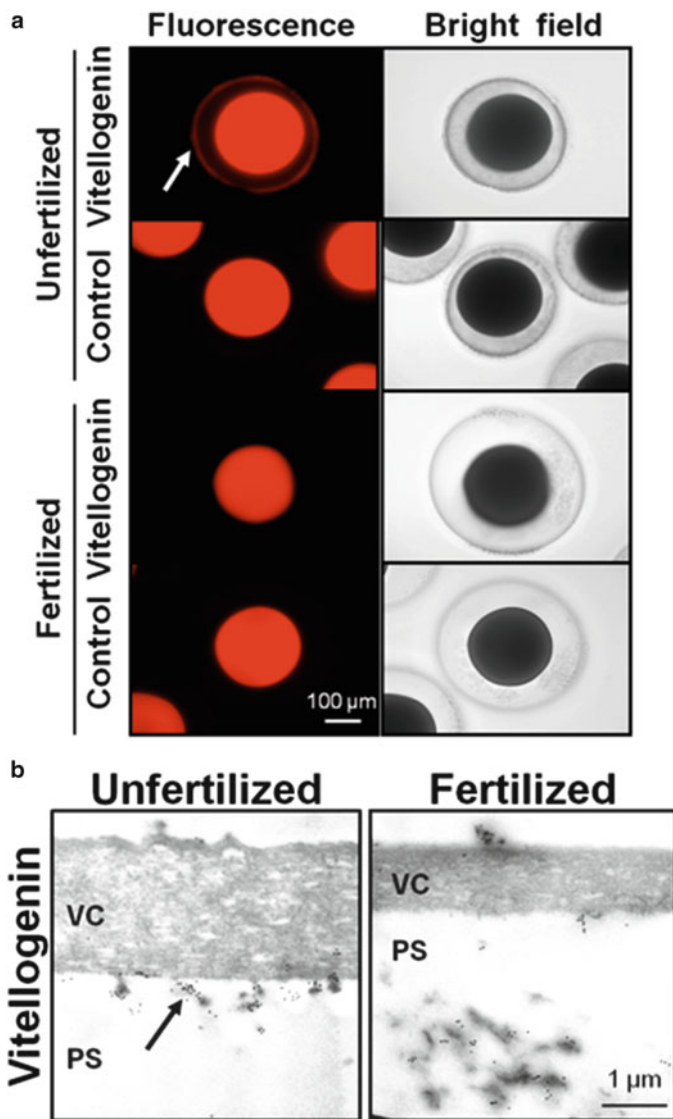 a
Fluorescence
Bright field
Unfertilized
Vitellogenin
Control
Fertilized
Vitellogenin
Control
100 µm
b
Unfertilized
Fertilized
Vitellogenin
VC
PS
VC
PS
1 µm